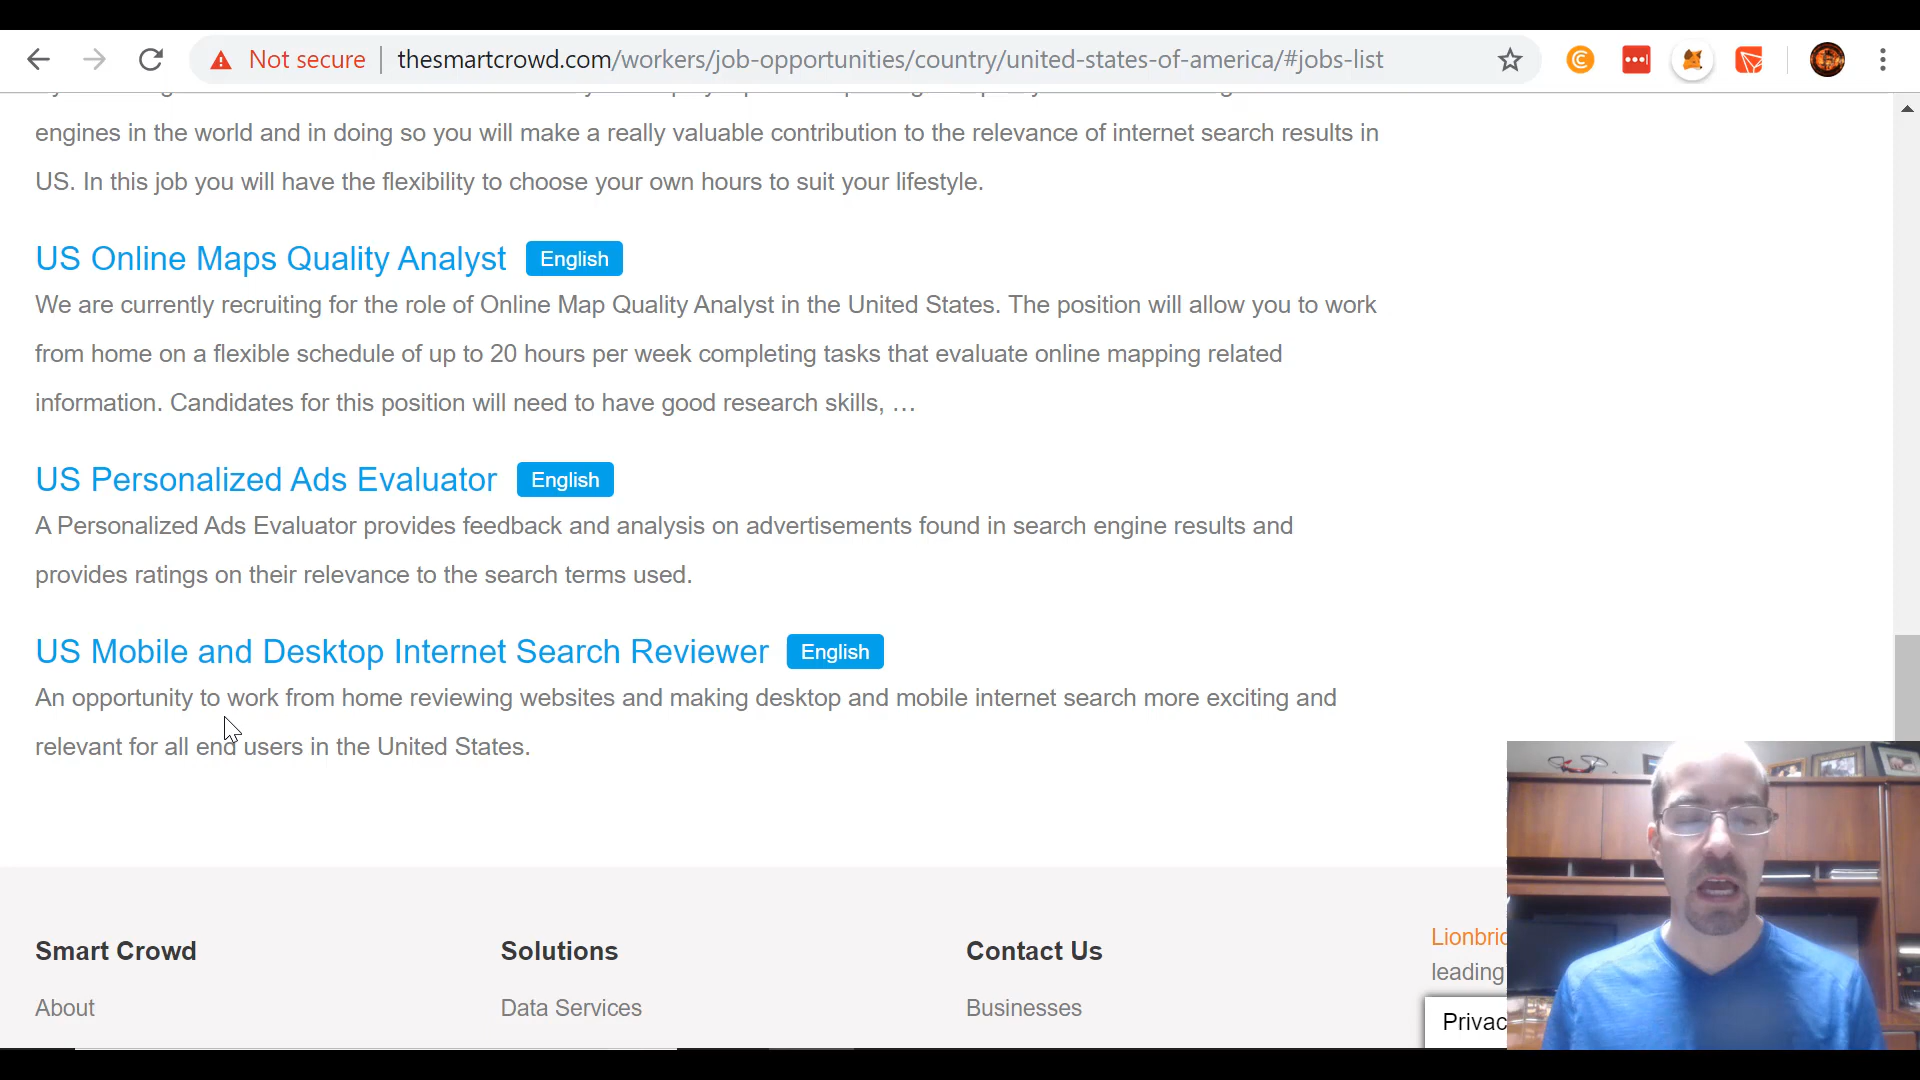 Not secure
thesmartcrowd.com/workers/job-opportunities/country/united-states-of-america/#jobs-list
engines in the world and in doing so you will make a really valuable contribution to the relevance of internet search results in
US. In this job you will have the flexibility to choose your own hours to suit your lifestyle.
US Online Maps Quality Analyst English
We are currently recruiting for the role of Online Map Quality Analyst in the United States. The position will allow you to work
from home on a flexible schedule of up to 20 hours per week completing tasks that evaluate online mapping related
information. Candidates for this position will need to have good research skills, …
US Personalized Ads Evaluator English
A Personalized Ads Evaluator provides feedback and analysis on advertisements found in search engine results and
provides ratings on their relevance to the search terms used.
US Mobile and Desktop Internet Search Reviewer English
An opportunity to work from home reviewing websites and making desktop and mobile internet search more exciting and
relevant for all end users in the United States.
Smart Crowd
About
Solutions
Data Services
Contact Us
Businesses
Lionbrid
leading
Privac